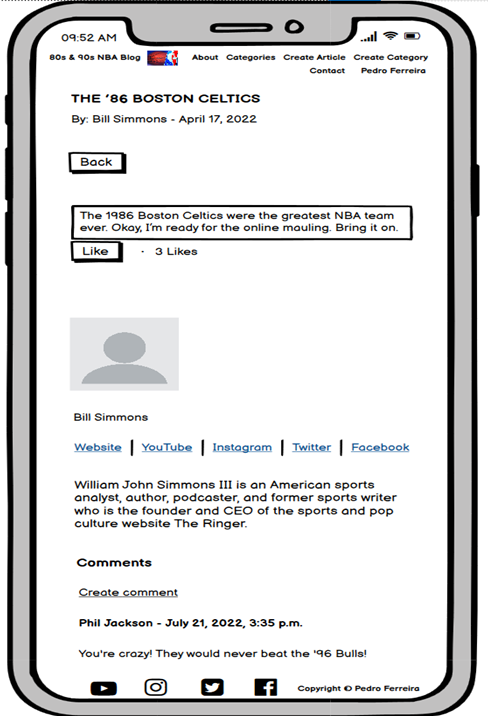 09:52 AM
80s & 90s NBA Blog About Categories Create Article Create Category
Contact Pedro Ferreira
THE '86 BOSTON CELTICS
By: Bill Simmons - April 17, 2022
Back
The 1986 Boston Celtics were the greatest NBA team
ever. Okay, I'm ready for the online mauling. Bring it on.
Like · 3 Likes
Bill Simmons
Website | YouTube | Instagram | Twitter | Facebook
William John Simmons III is an American sports
analyst, author, podcaster, and former sports writer
who is the founder and CEO of the sports and pop
culture website The Ringer.
Comments
Create comment
Phil Jackson - July 21, 2022, 3:35 p.m.
You're crazy! They would never beat the '96 Bulls!
Copyright © Pedro Ferreira